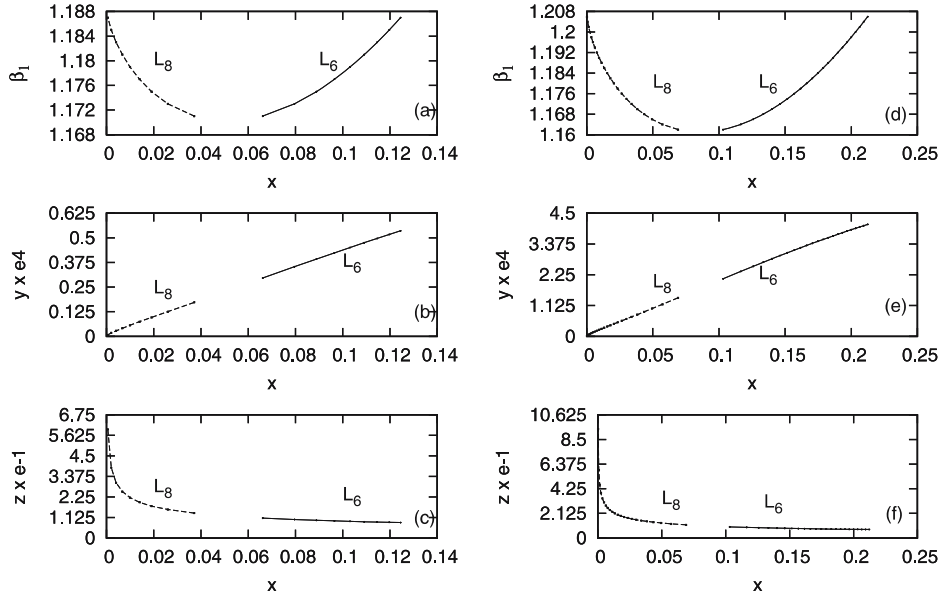 1.188
1.184
1.18
1.176
1.172
1.168
β1
L8
L6
(a)
0 0.02 0.04 0.06 0.08 0.1 0.12 0.14
x
1.208
1.2
1.192
1.184
1.176
1.168
1.16
β1
L8
L6
(d)
0 0.05 0.1 0.15 0.2 0.25
x
0.625
0.5
0.375
0.25
0.125
0
y x e4
L8
L6
(b)
0 0.02 0.04 0.06 0.08 0.1 0.12 0.14
x
4.5
3.375
2.25
1.125
0
y x e4
L8
L6
(e)
0 0.05 0.1 0.15 0.2 0.25
x
6.75
5.625
4.5
3.375
2.25
1.125
0
z x e-1
L8
L6
(c)
0 0.02 0.04 0.06 0.08 0.1 0.12 0.14
x
10.625
8.5
6.375
4.25
2.125
0
z x e-1
L8
L6
(f)
0 0.05 0.1 0.15 0.2 0.25
x